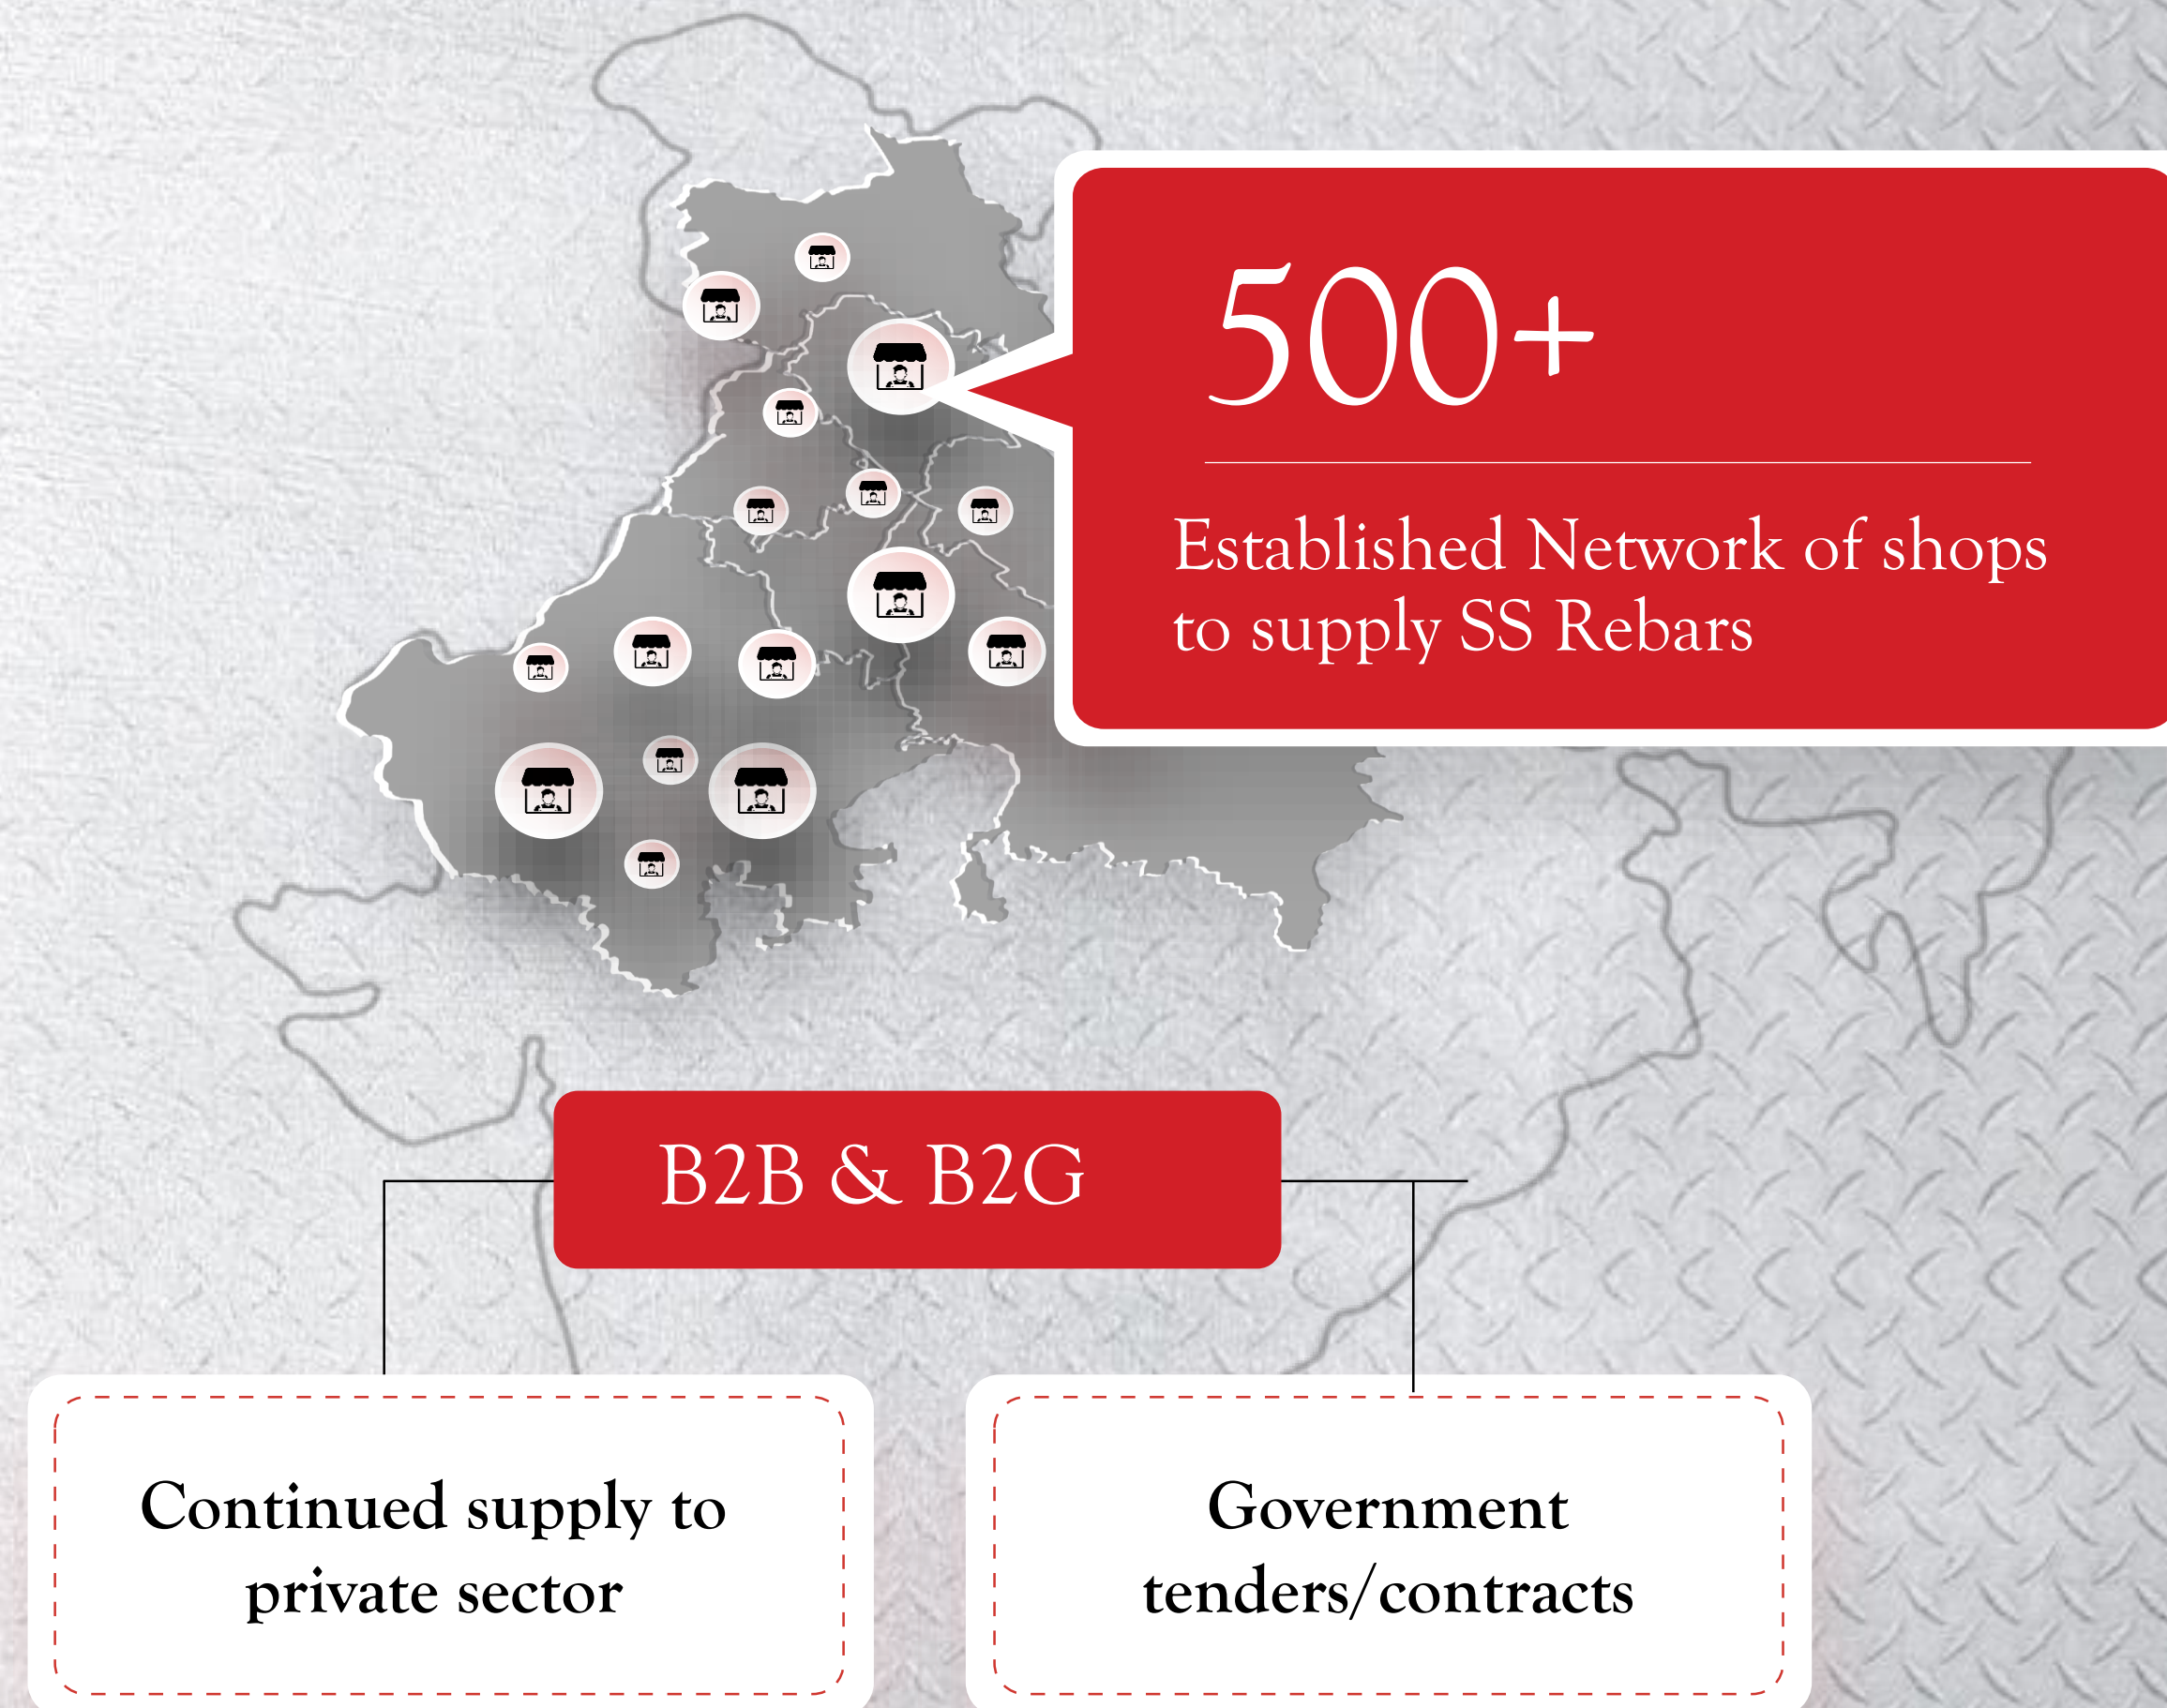 500+
Established Network of shops
to supply SS Rebars
B2B & B2G
Continued supply to
private sector
Government
tenders/contracts